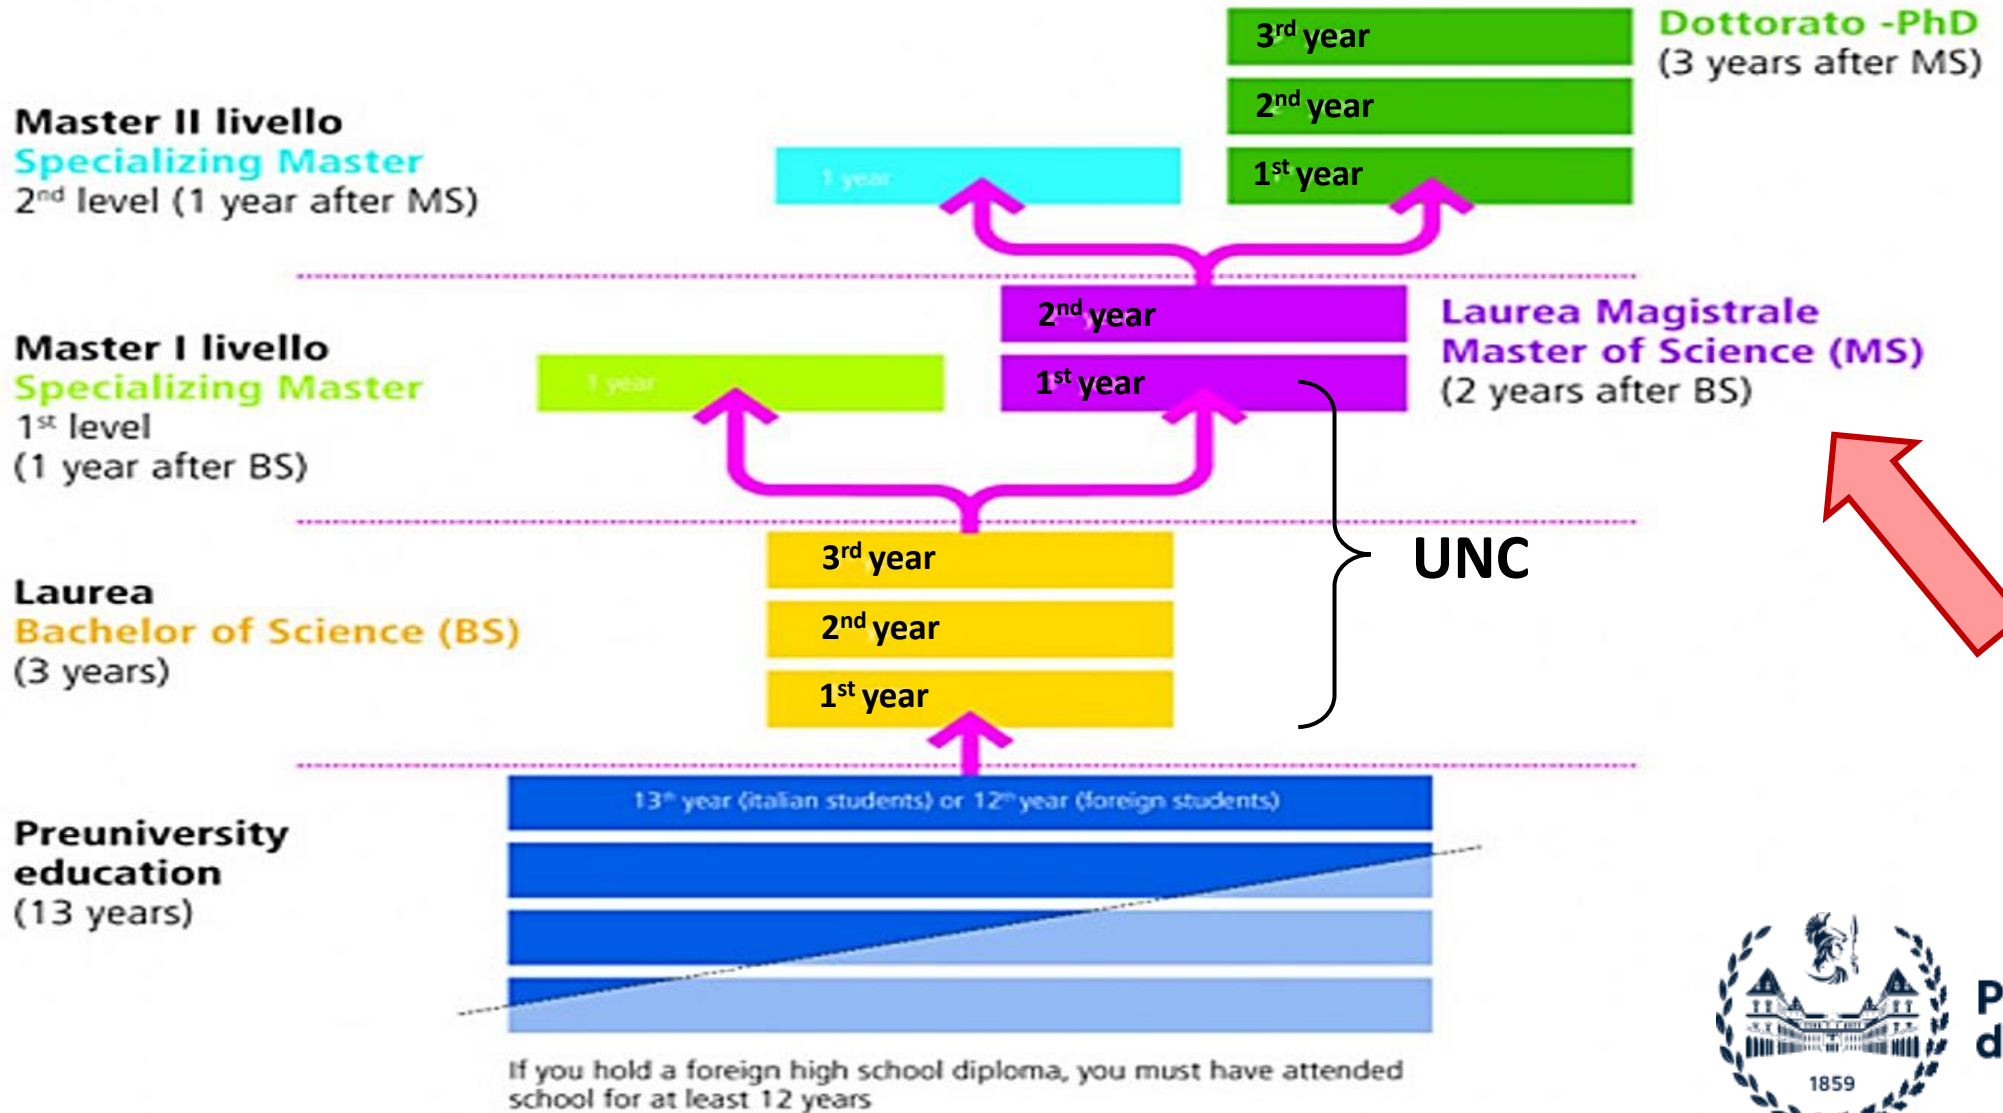 3rd year
2nd year
1st year
Dottorato -PhD
(3 years after MS)
Master II livello
Specializing Master
2nd level (1 year after MS)
1 year
2nd year
1st year
Laurea Magistrale
Master of Science (MS)
(2 years after BS)
Master I livello
Specializing Master
1st level
(1 year after BS)
1 year
UNC
3rd year
2nd year
1st year
Laurea
Bachelor of Science (BS)
(3 years)
13th year (italian students) or 12th year (foreign students)
Preuniversity
education
(13 years)
If you hold a foreign high school diploma, you must have attended
school for at least 12 years
1859
P
d